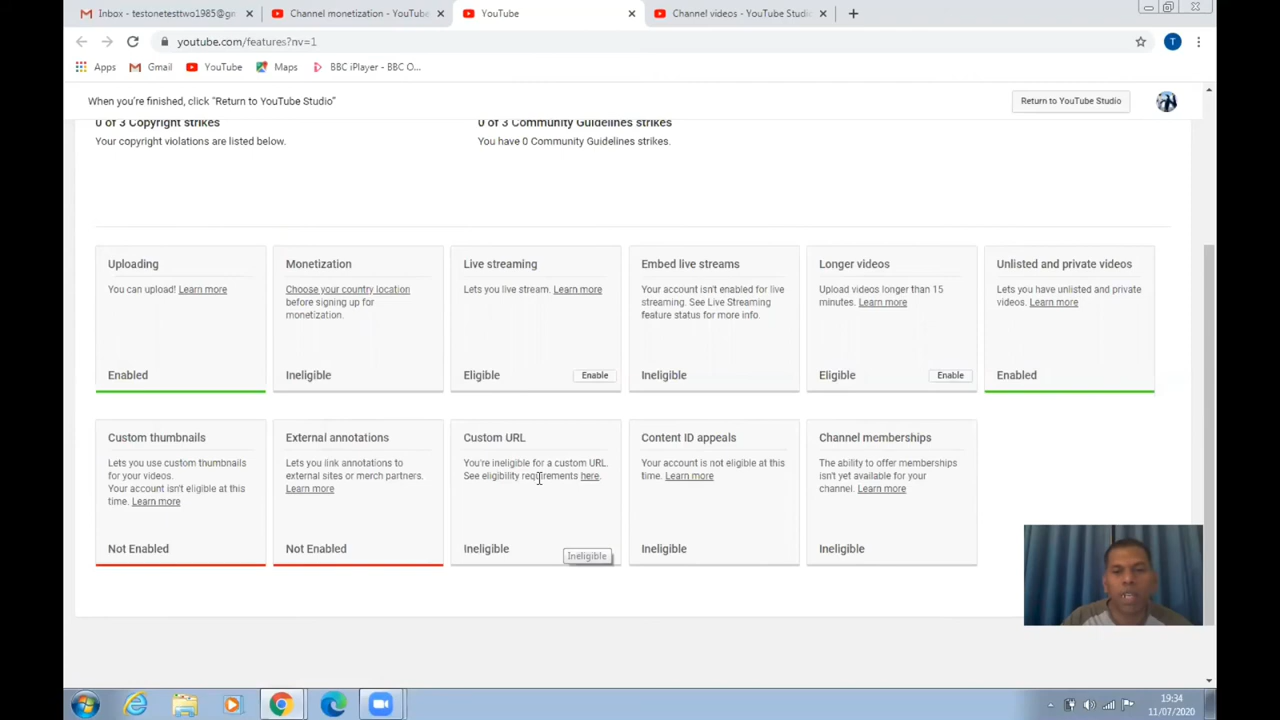 Inbox - testonetesttwo1985@gm
Channel monetization - YouTube
YouTube
Channel videos - YouTube Studio
youtube.com/features?nv=1
Apps
Gmail
YouTube
Maps
BBC iPlayer - BBC O...
When you're finished, click "Return to YouTube Studio"
Return to YouTube Studio
0 of 3 Copyright strikes
Your copyright violations are listed below.
0 of 3 Community Guidelines strikes
You have 0 Community Guidelines strikes.
Uploading
You can upload! Learn more
Enabled
Monetization
Choose your country location
before signing up for
monetization.
Ineligible
Live streaming
Lets you live stream. Learn more
Eligible
Enable
Embed live streams
Your account isn't enabled for live
streaming. See Live Streaming
feature status for more info.
Ineligible
Longer videos
Upload videos longer than 15
minutes. Learn more
Eligible
Enable
Unlisted and private videos
Lets you have unlisted and private
videos. Learn more
Enabled
Custom thumbnails
Lets you use custom thumbnails
for your videos.
Your account isn't eligible at this
time. Learn more
Not Enabled
External annotations
Lets you link annotations to
external sites or merch partners.
Learn more
Not Enabled
Custom URL
You're ineligible for a custom URL.
See eligibility requirements here.
Ineligible
Ineligible
Content ID appeals
Your account is not eligible at this
time. Learn more
Ineligible
Channel memberships
The ability to offer memberships
isn't yet available for your
channel. Learn more
Ineligible
T
19:34
11/07/2020